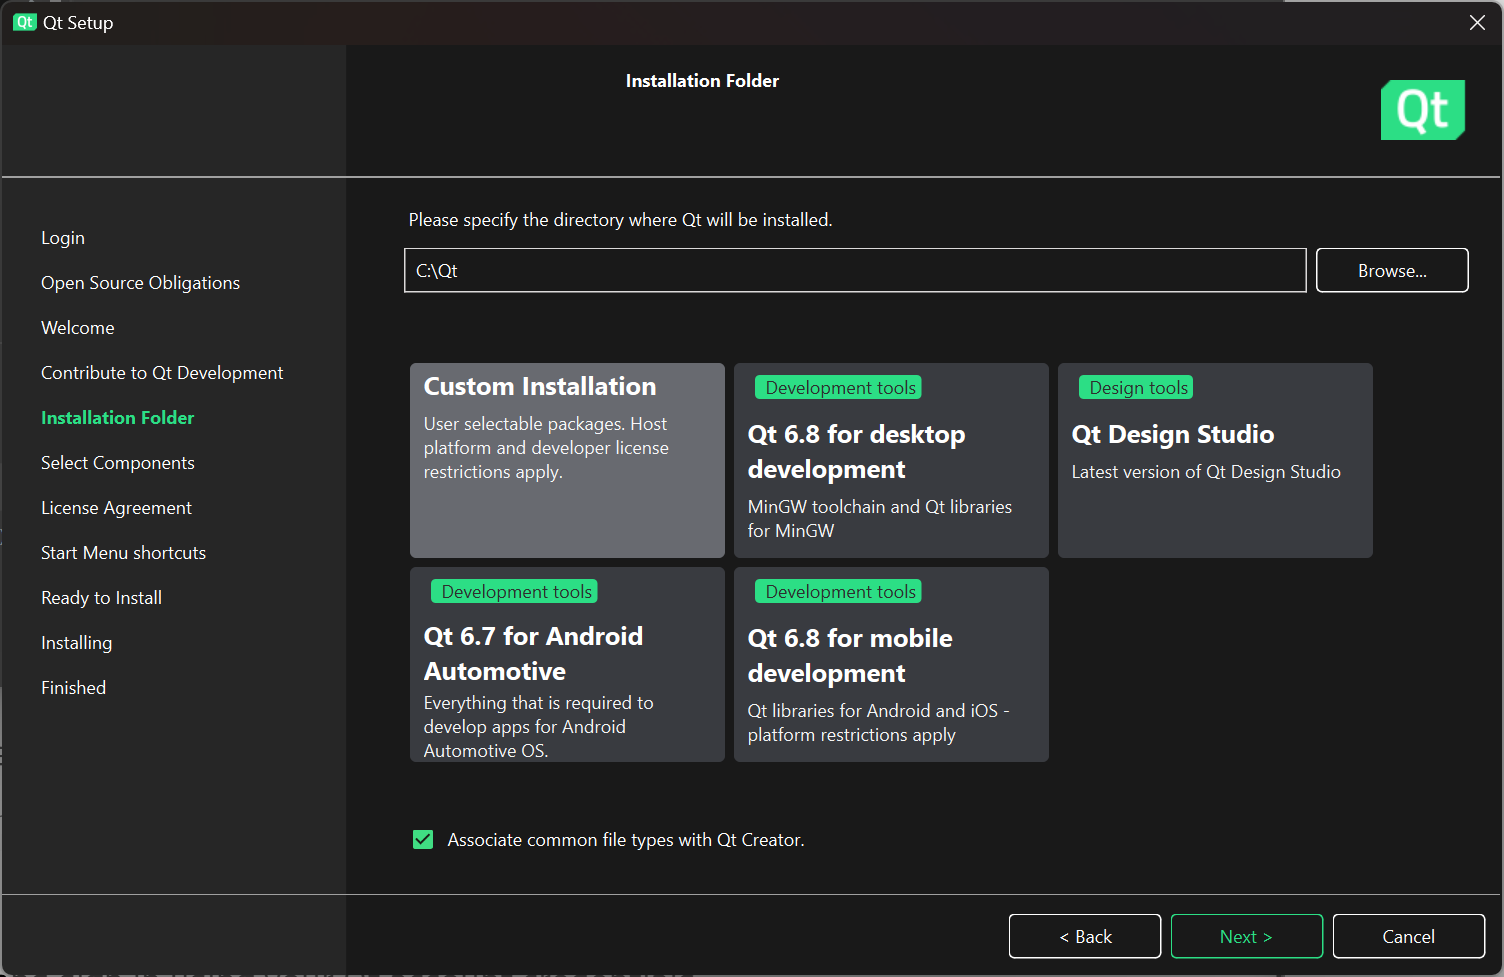 Qt Qt Setup
Installation Folder
Qt
Login
Open Source Obligations
Welcome
Contribute to Qt Development
Installation Folder
Select Components
License Agreement
Start Menu shortcuts
Ready to Install
Installing
Finished
Please specify the directory where Qt will be installed.
C:\Qt
Browse...
Custom Installation
User selectable packages. Host
platform and developer license
restrictions apply.
Development tools
Qt 6.8 for desktop
development
MinGW toolchain and Qt libraries
for MinGW
Design tools
Qt Design Studio
Latest version of Qt Design Studio
Development tools
Qt 6.7 for Android
Automotive
Everything that is required to
develop apps for Android
Automotive OS.
Development tools
Qt 6.8 for mobile
development
Qt libraries for Android and iOS -
platform restrictions apply
Associate common file types with Qt Creator.
< Back
Next >
Cancel